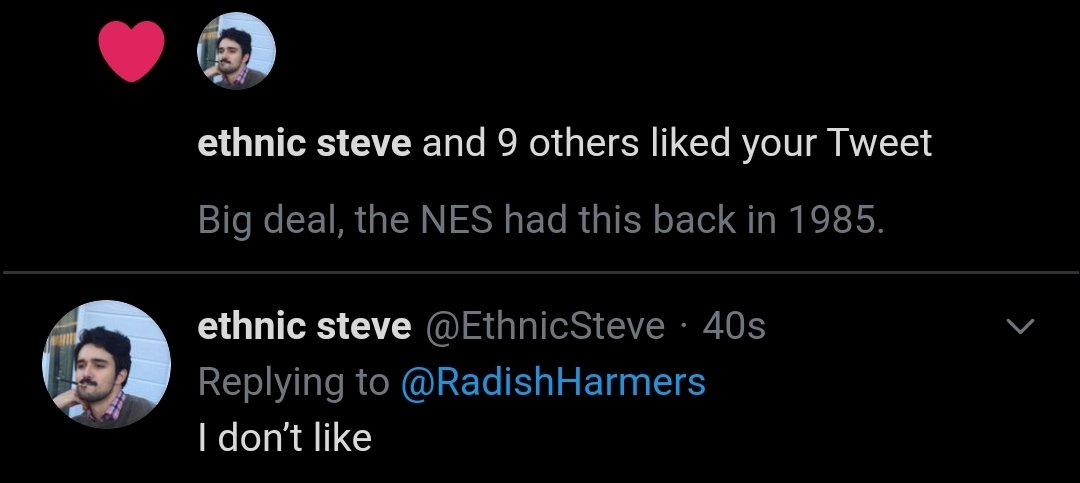 ethnic steve and 9 others liked your Tweet
Big deal, the NES had this back in 1985.
ethnic steve @EthnicSteve · 40s
Replying to @RadishHarmers
I don’t like